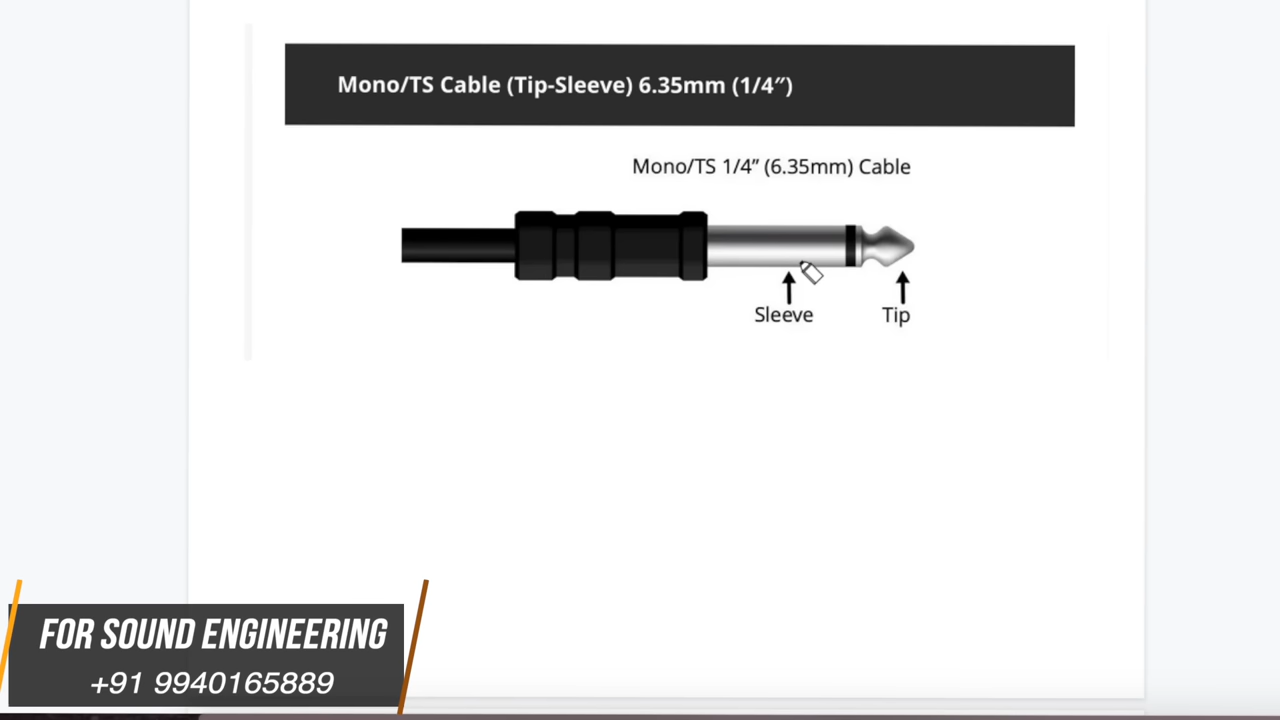 Mono/TS Cable (Tip-Sleeve) 6.35mm (1/4″)
Mono/TS 1/4” (6.35mm) Cable
Sleeve
Tip
FOR SOUND ENGINEERING
+91 9940165889